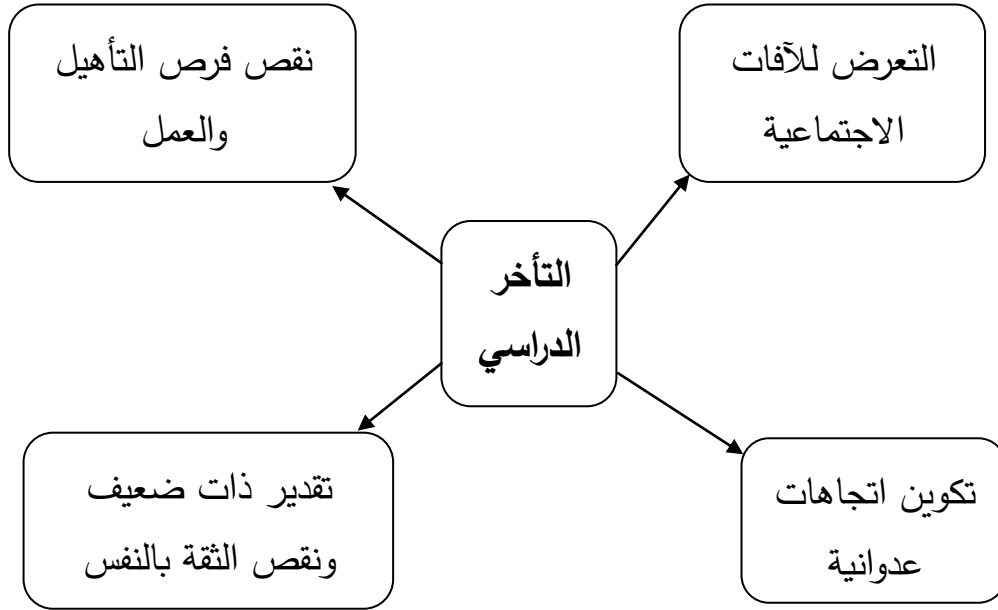 التعرض للآفات
الاجتماعية
نقص فرص التأهيل
والعمل
التأخر
الدراسي
تكوين اتجاهات
عدوانية
تقدير ذات ضعيف
ونقص الثقة بالنفس